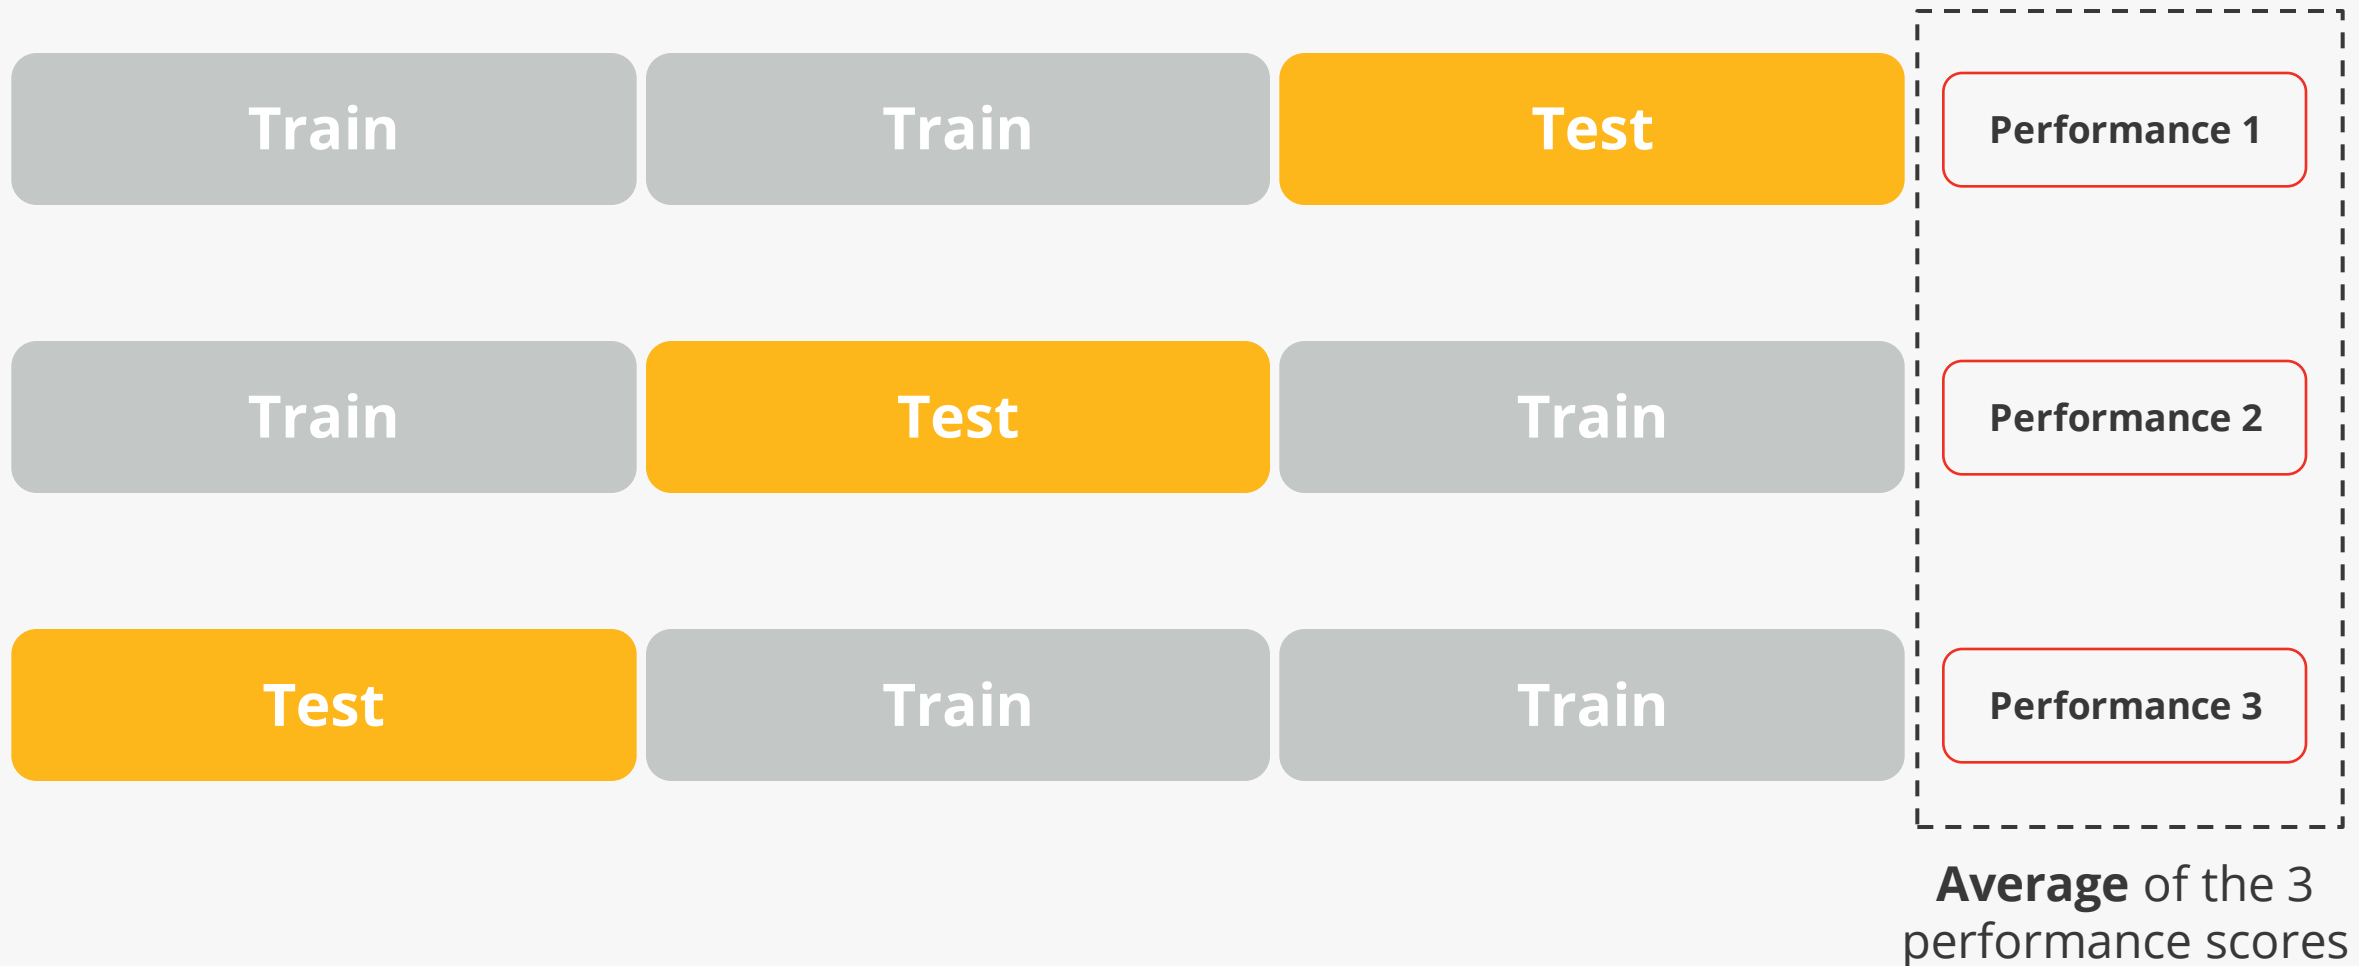 Train Train Test Performance 1
Train Test Train Performance 2
Test Train Train Performance 3
Average of the 3
performance scores